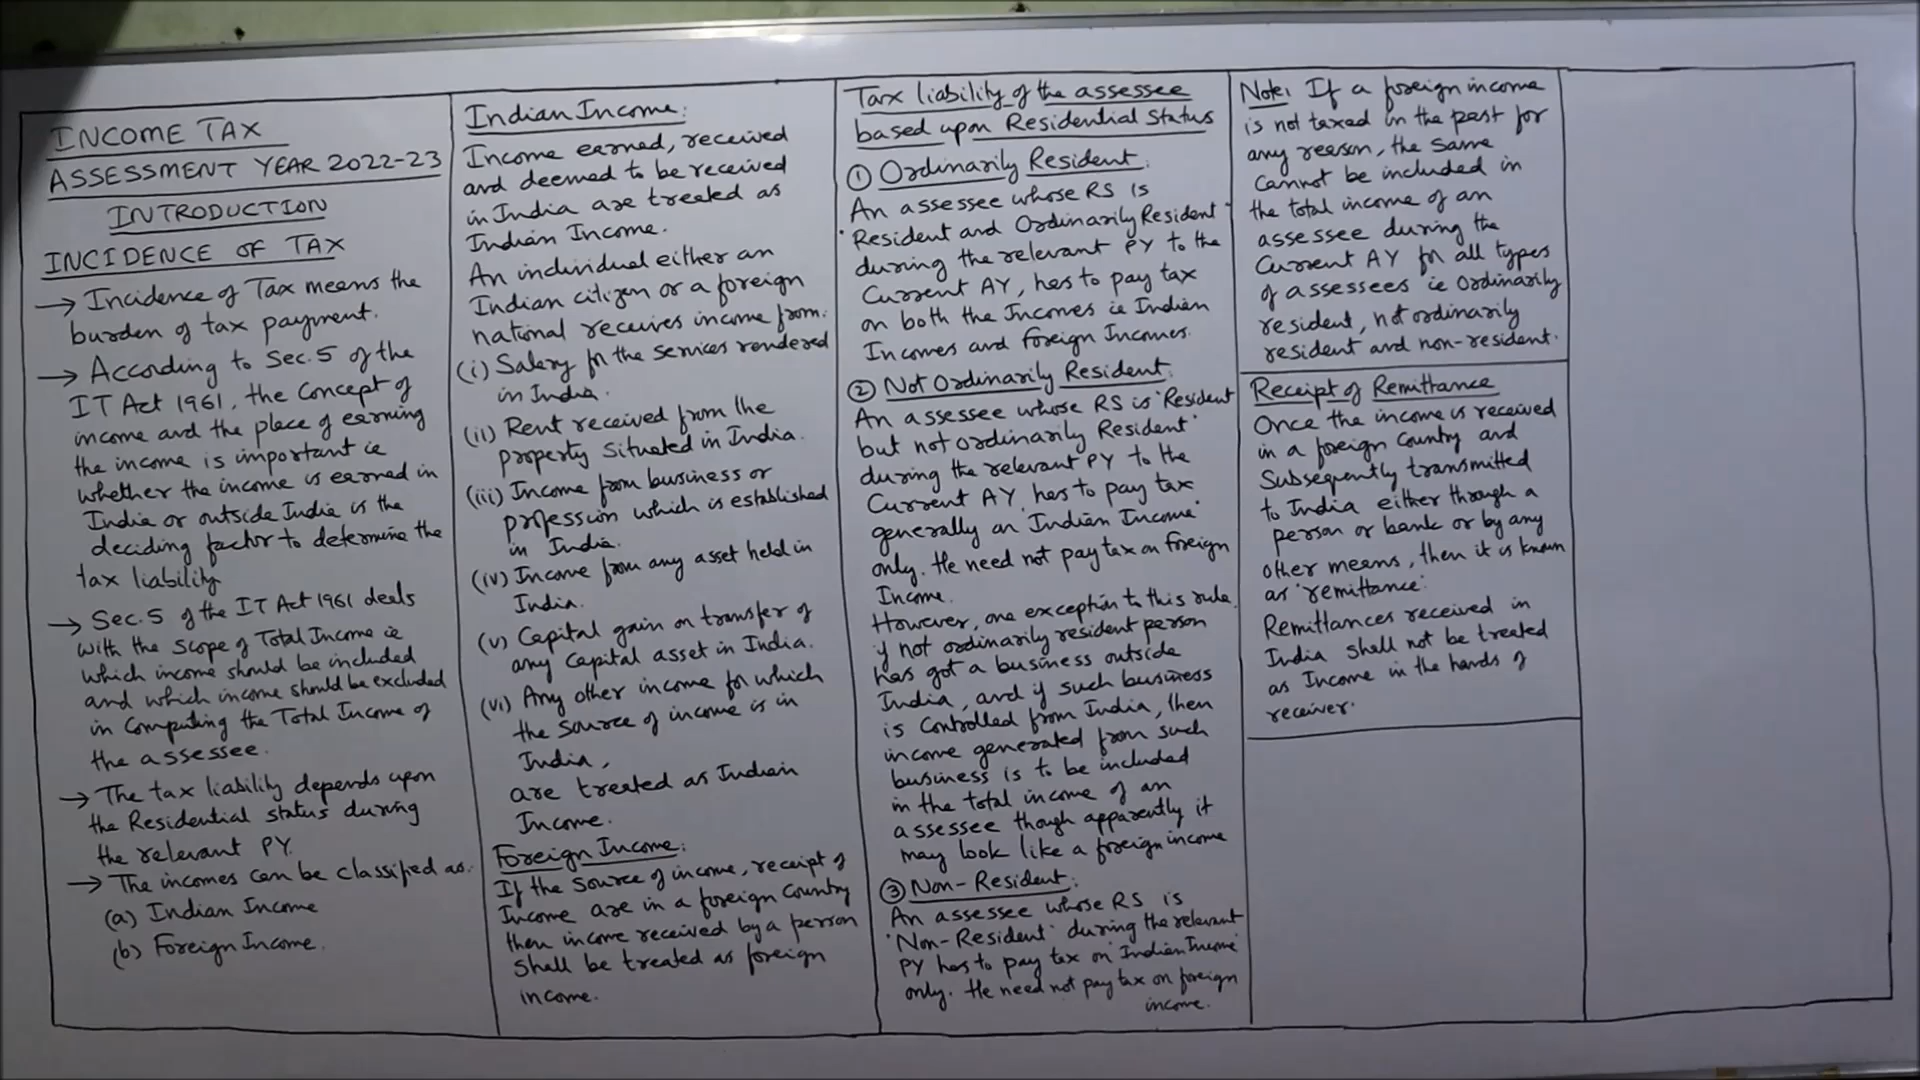 INCOME TAX
ASSESSMENT YEAR 2022-23
INTRODUCTION
INCIDENCE OF TAX
→ Incidence of Tax means the
burden of tax payment.
→ According to Sec. 5 of the
IT Act 1961, the concept of
income and the place of earning
the income is important ie
whether the income is earned in
India or outside India is the
deciding factor to determine the
tax liability
→ Sec. 5 of the IT Act 1961 deals
with the scope of Total Income ie
which income should be included
and which income should be excluded
in computing the Total Income of
the assessee.
→ The tax liability depends upon
the Residential status during
the relevant PY.
→ The incomes can be classified as:
(a) Indian Income
(b) Foreign Income.
Indian Income:
Income earned, received
and deemed to be received
in India are treated as
Indian Income.
An individual either an
Indian citizen or a foreign
national receives income from:
(i) Salary for the services rendered
in India.
(ii) Rent received from the
property situated in India.
(iii) Income from business or
profession which is established
in India.
(iv) Income from any asset held in
India.
(v) Capital gain on transfer of
any capital asset in India.
(vi) Any other income for which
the source of income is in
India,
are treated as Indian
Income.
Foreign Income:
If the source of income, receipt of
Income are in a foreign country
then income received by a person
shall be treated as foreign
income.
Tax liability of the assessee
based upon Residential Status
① Ordinarily Resident:
An assessee whose RS is
'Resident and Ordinarily Resident'
during the relevant PY to the
Current AY, has to pay tax
on both the Incomes ie Indian
Incomes and foreign Incomes.
② Not Ordinarily Resident:
An assessee whose RS is 'Resident
but not ordinarily Resident'
during the relevant PY to the
Current AY, has to pay tax
generally on 'Indian Income'
only. He need not pay tax on foreign
Income.
However, one exception to this rule,
if not ordinarily resident person
has got a business outside
India, and if such business
is controlled from India, then
income generated from such
business is to be included
in the total income of an
assessee though apparently it
may look like a foreign income
③ Non-Resident:
An assessee whose RS is
'Non-Resident' during the relevant
PY has to pay tax on 'Indian Income'
only. He need not pay tax on foreign
income.
Note: If a foreign income
is not taxed in the past for
any reason, the same
cannot be included in
the total income of an
assessee during the
Current AY for all types
of assessees ie Ordinarily
resident, not ordinarily
resident and non-resident.
Receipt of Remittance
Once the income is received
in a foreign country and
Subsequently transmitted
to India either through a
person or bank or by any
other means, then it is known
as 'remittance'.
Remittances received in
India shall not be treated
as Income in the hands of
receiver.